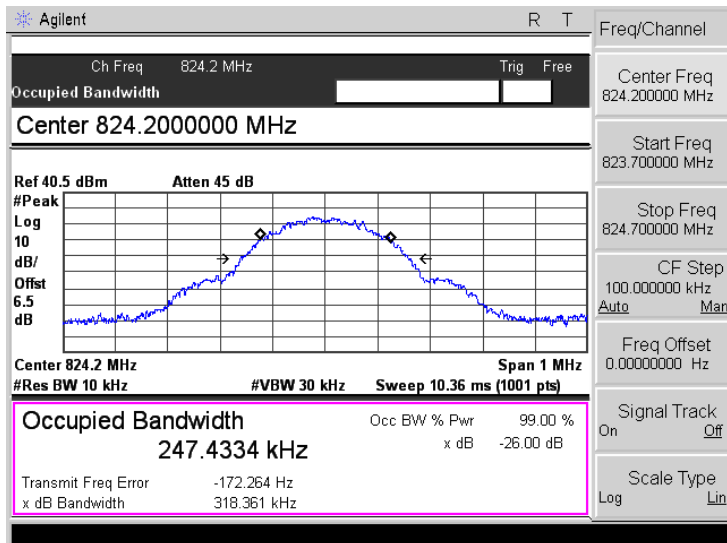 Agilent R T
Ch Freq 824.2 MHz Trig Free
Occupied Bandwidth
Center 824.2000000 MHz
Ref 40.5 dBm Atten 45 dB
#Peak
Log
10
dB/
Offst
6.5
dB
Center 824.2 MHz Span 1 MHz
#Res BW 10 kHz #VBW 30 kHz Sweep 10.36 ms (1001 pts)
Occupied Bandwidth
247.4334 kHz
Occ BW % Pwr 99.00 %
x dB -26.00 dB
Transmit Freq Error -172.264 Hz
x dB Bandwidth 318.361 kHz
Freq/Channel
Center Freq
824.200000 MHz
Start Freq
823.700000 MHz
Stop Freq
824.700000 MHz
CF Step
100.000000 kHz
Auto Man
Freq Offset
0.00000000 Hz
Signal Track
On Off
Scale Type
Log Lin